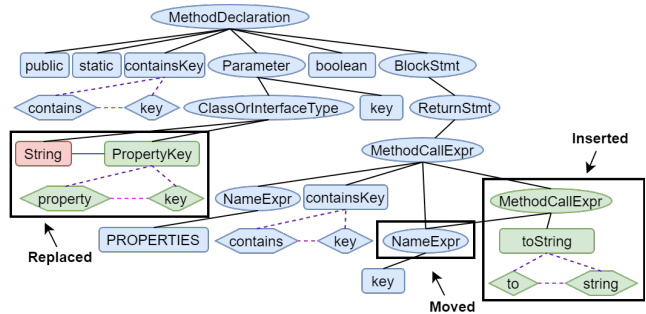 MethodDeclaration
public static containsKey Parameter boolean BlockStmt
contains key ClassOrInterfaceType key ReturnStmt
String PropertyKey MethodCallExpr Inserted
property key NameExpr containsKey MethodCallExpr
PROPERTIES contains key NameExpr toString
Replaced key to string
Moved